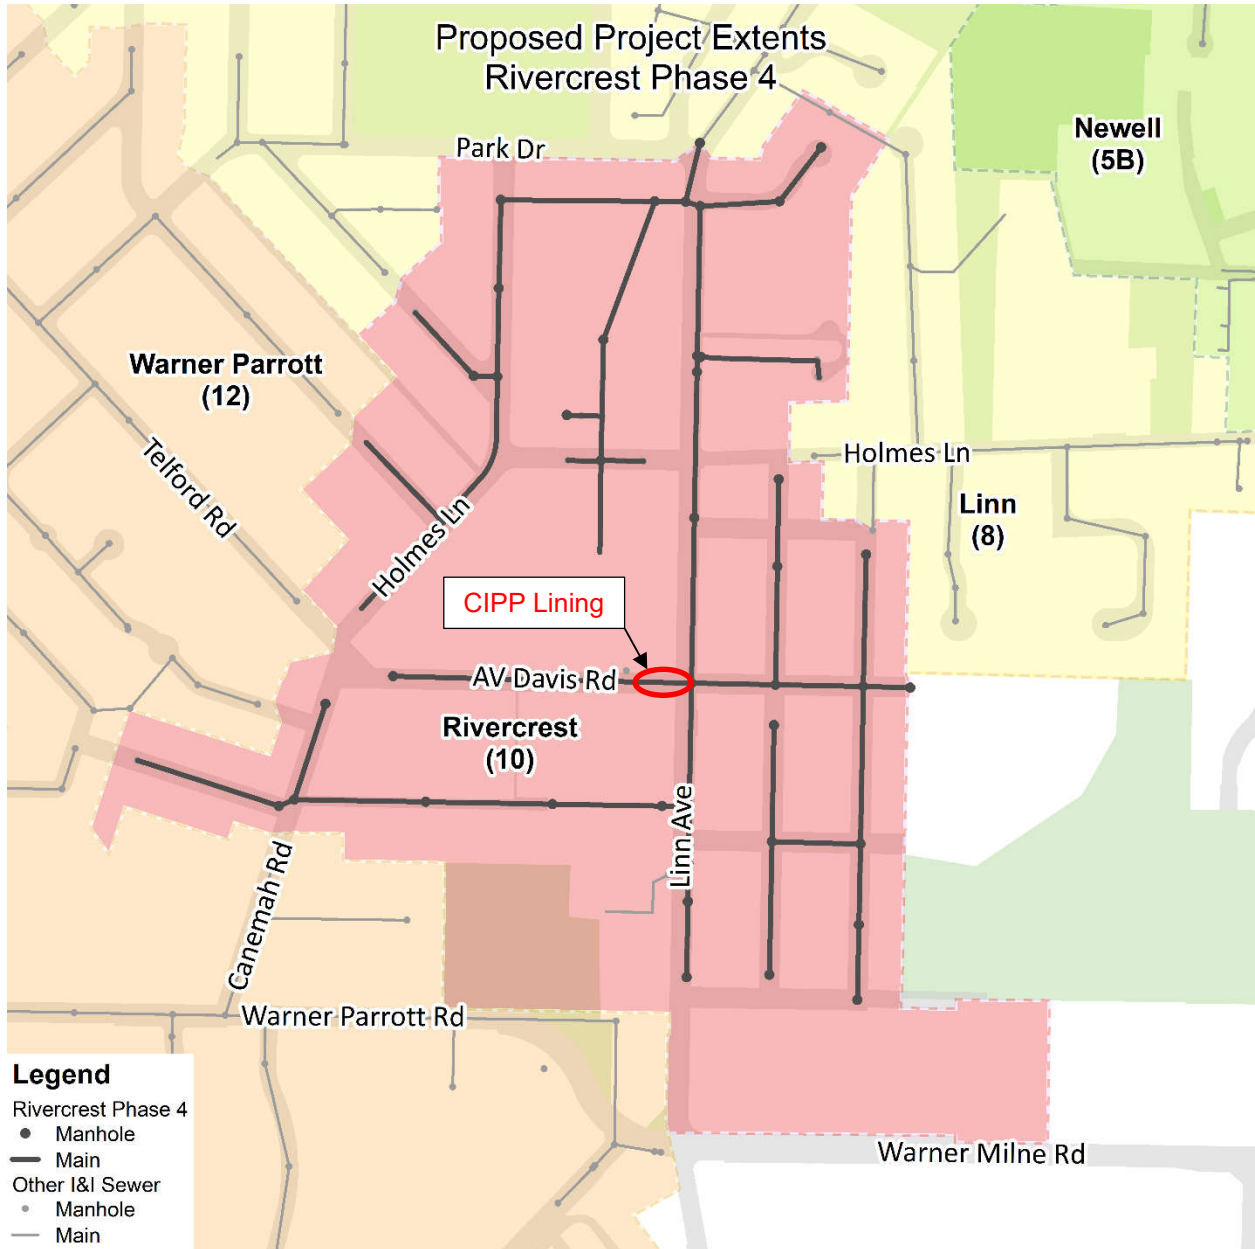 Proposed Project Extents
Rivercrest Phase 4
Park Dr
Newell
(5B)
Warner Parrott
(12)
Telford Rd
Holmes Ln
Holmes Ln
Linn
(8)
CIPP Lining
AV Davis Rd
Rivercrest
(10)
Linn Ave
Canemah Rd
Warner Parrott Rd
Warner Milne Rd
Legend
Rivercrest Phase 4
Manhole
Main
Other I&I Sewer
Manhole
Main